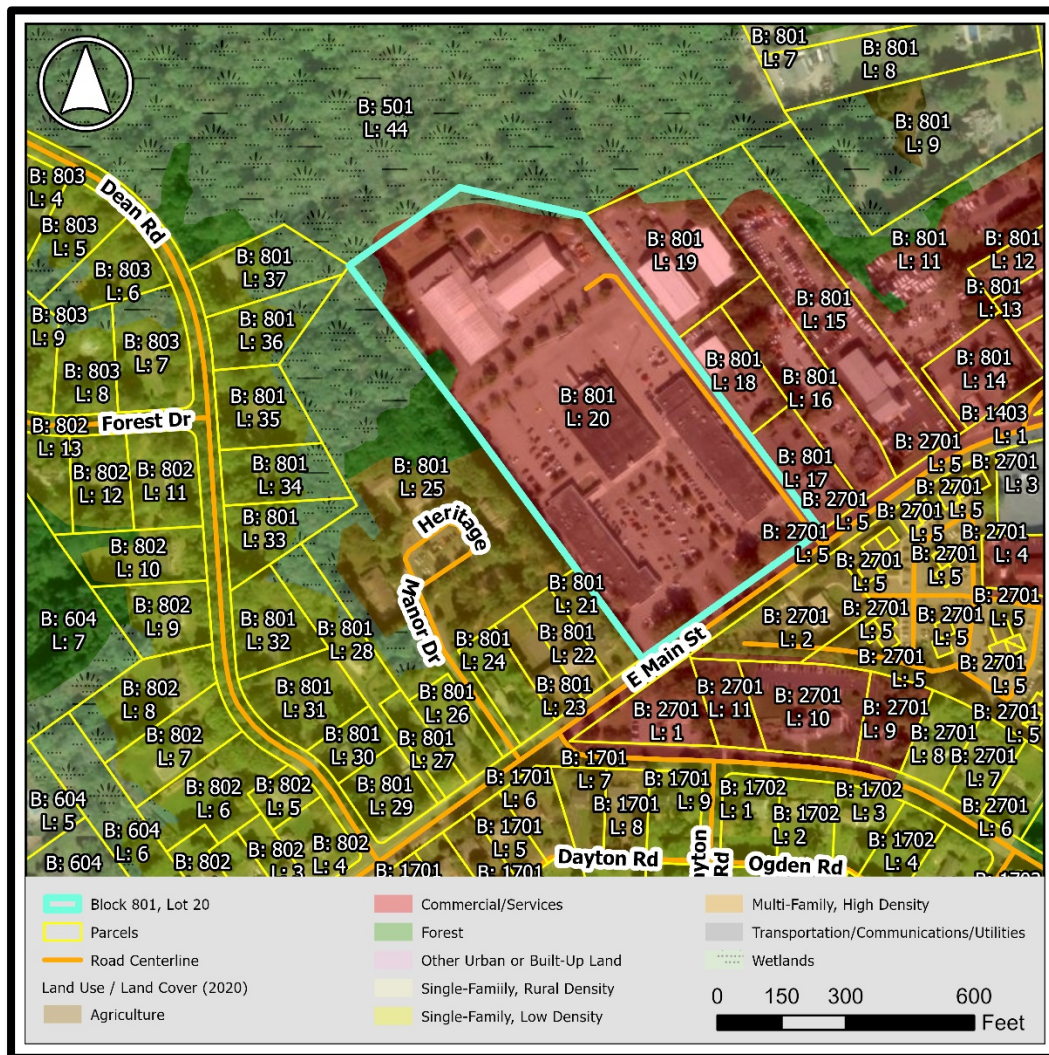 B: 801
L: 7
B: 801
L: 8
B: 501
L: 44
B: 801
L: 9
B: 803
L: 4
Dean Rd
B: 803
L: 5
B: 803
L: 6
B: 801
L: 37
B: 801
L: 19
B: 801
L: 11
B: 801
L: 12
B: 801
L: 13
B: 803
L: 9
B: 803
L: 7
B: 801
L: 36
B: 801
L: 15
B: 803
L: 8
B: 801
L: 18
B: 801
L: 16
B: 801
L: 14
B: 801
L: 35
B: 801
L: 20
Forest Dr
B: 802
L: 13
B: 1403
L: 1
B: 802
L: 12
B: 802
L: 11
B: 801
L: 34
B: 801
L: 25
B: 801
L: 17
B: 2701
L: 5
B: 2701
L: 3
B: 801
L: 33
Heritage
B: 2701
L: 5
B: 2701
L: 5
B: 2701
L: 5
B: 2701
L: 5
B: 2701
L: 4
B: 802
L: 10
B: 2701
L: 5
B: 2701
L: 5
B: 604
L: 7
B: 802
L: 9
Manor Dr
B: 801
L: 21
B: 2701
L: 5
B: 2701
L: 5
B: 2701
L: 5
B: 801
L: 32
B: 801
L: 28
B: 801
L: 24
B: 801
L: 22
E Main St
B: 2701
L: 2
B: 2701
L: 5
B: 2701
L: 5
B: 802
L: 8
B: 801
L: 31
B: 801
L: 26
B: 801
L: 23
B: 2701
L: 1
B: 2701
L: 11
B: 2701
L: 10
B: 2701
L: 9
B: 2701
L: 5
B: 802
L: 7
B: 801
L: 30
B: 801
L: 27
B: 2701
L: 8
B: 2701
L: 7
B: 802
L: 6
B: 802
L: 5
B: 801
L: 29
B: 1701
L: 6
B: 1701
L: 7
B: 1701
L: 9
B: 1702
L: 1
B: 1702
L: 3
B: 604
L: 5
B: 604
L: 6
B: 1701
L: 8
B: 1702
L: 2
B: 2701
L: 6
B: 604
B: 802
B: 802
L: 3
B: 802
L: 4
B: 1701
B: 1701
L: 5
B: 1701
Dayton Rd
ayton
Rd
Ogden Rd
B: 1702
L: 4
B: 1702
Block 801, Lot 20
Parcels
Road Centerline
Land Use / Land Cover (2020)
Agriculture
Commercial/Services
Forest
Other Urban or Built-Up Land
Single-Famiily, Rural Density
Single-Family, Low Density
Multi-Family, High Density
Transportation/Communications/Utilities
Wetlands
0 150 300 600
Feet